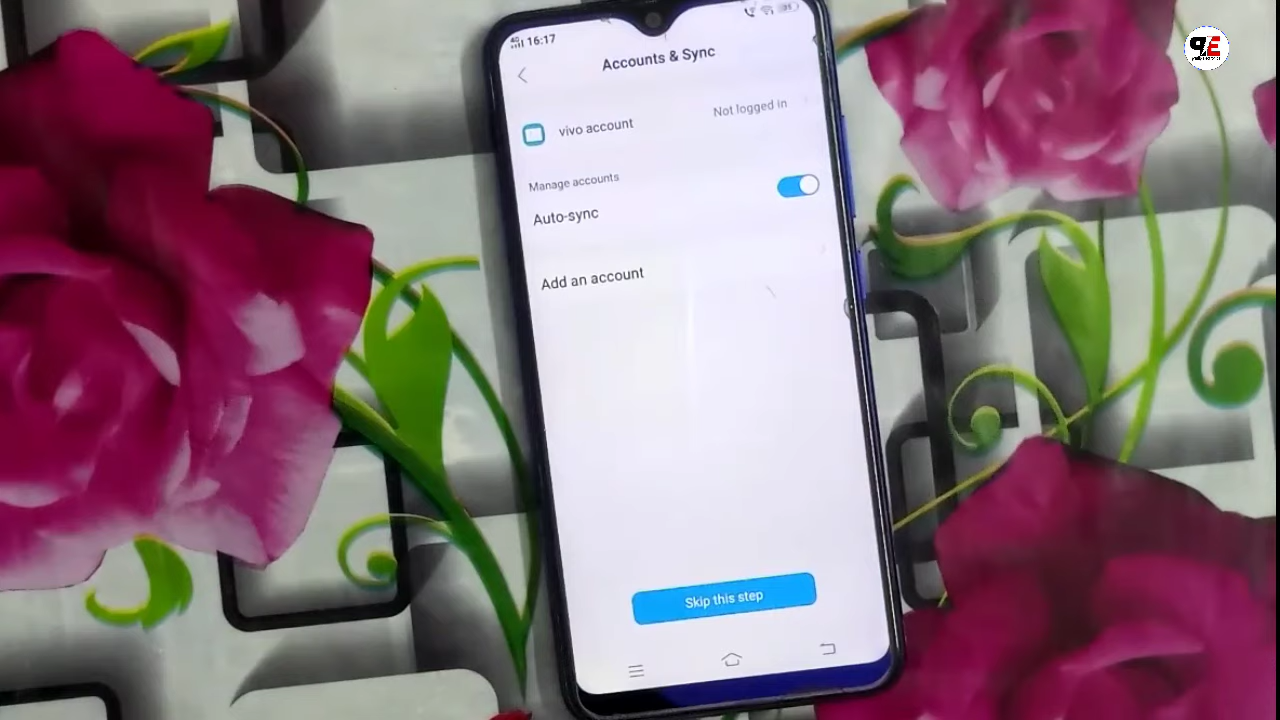 4G 16:17
Accounts & Sync
vivo account
Not logged in
Manage accounts
Auto-sync
Add an account
Skip this step